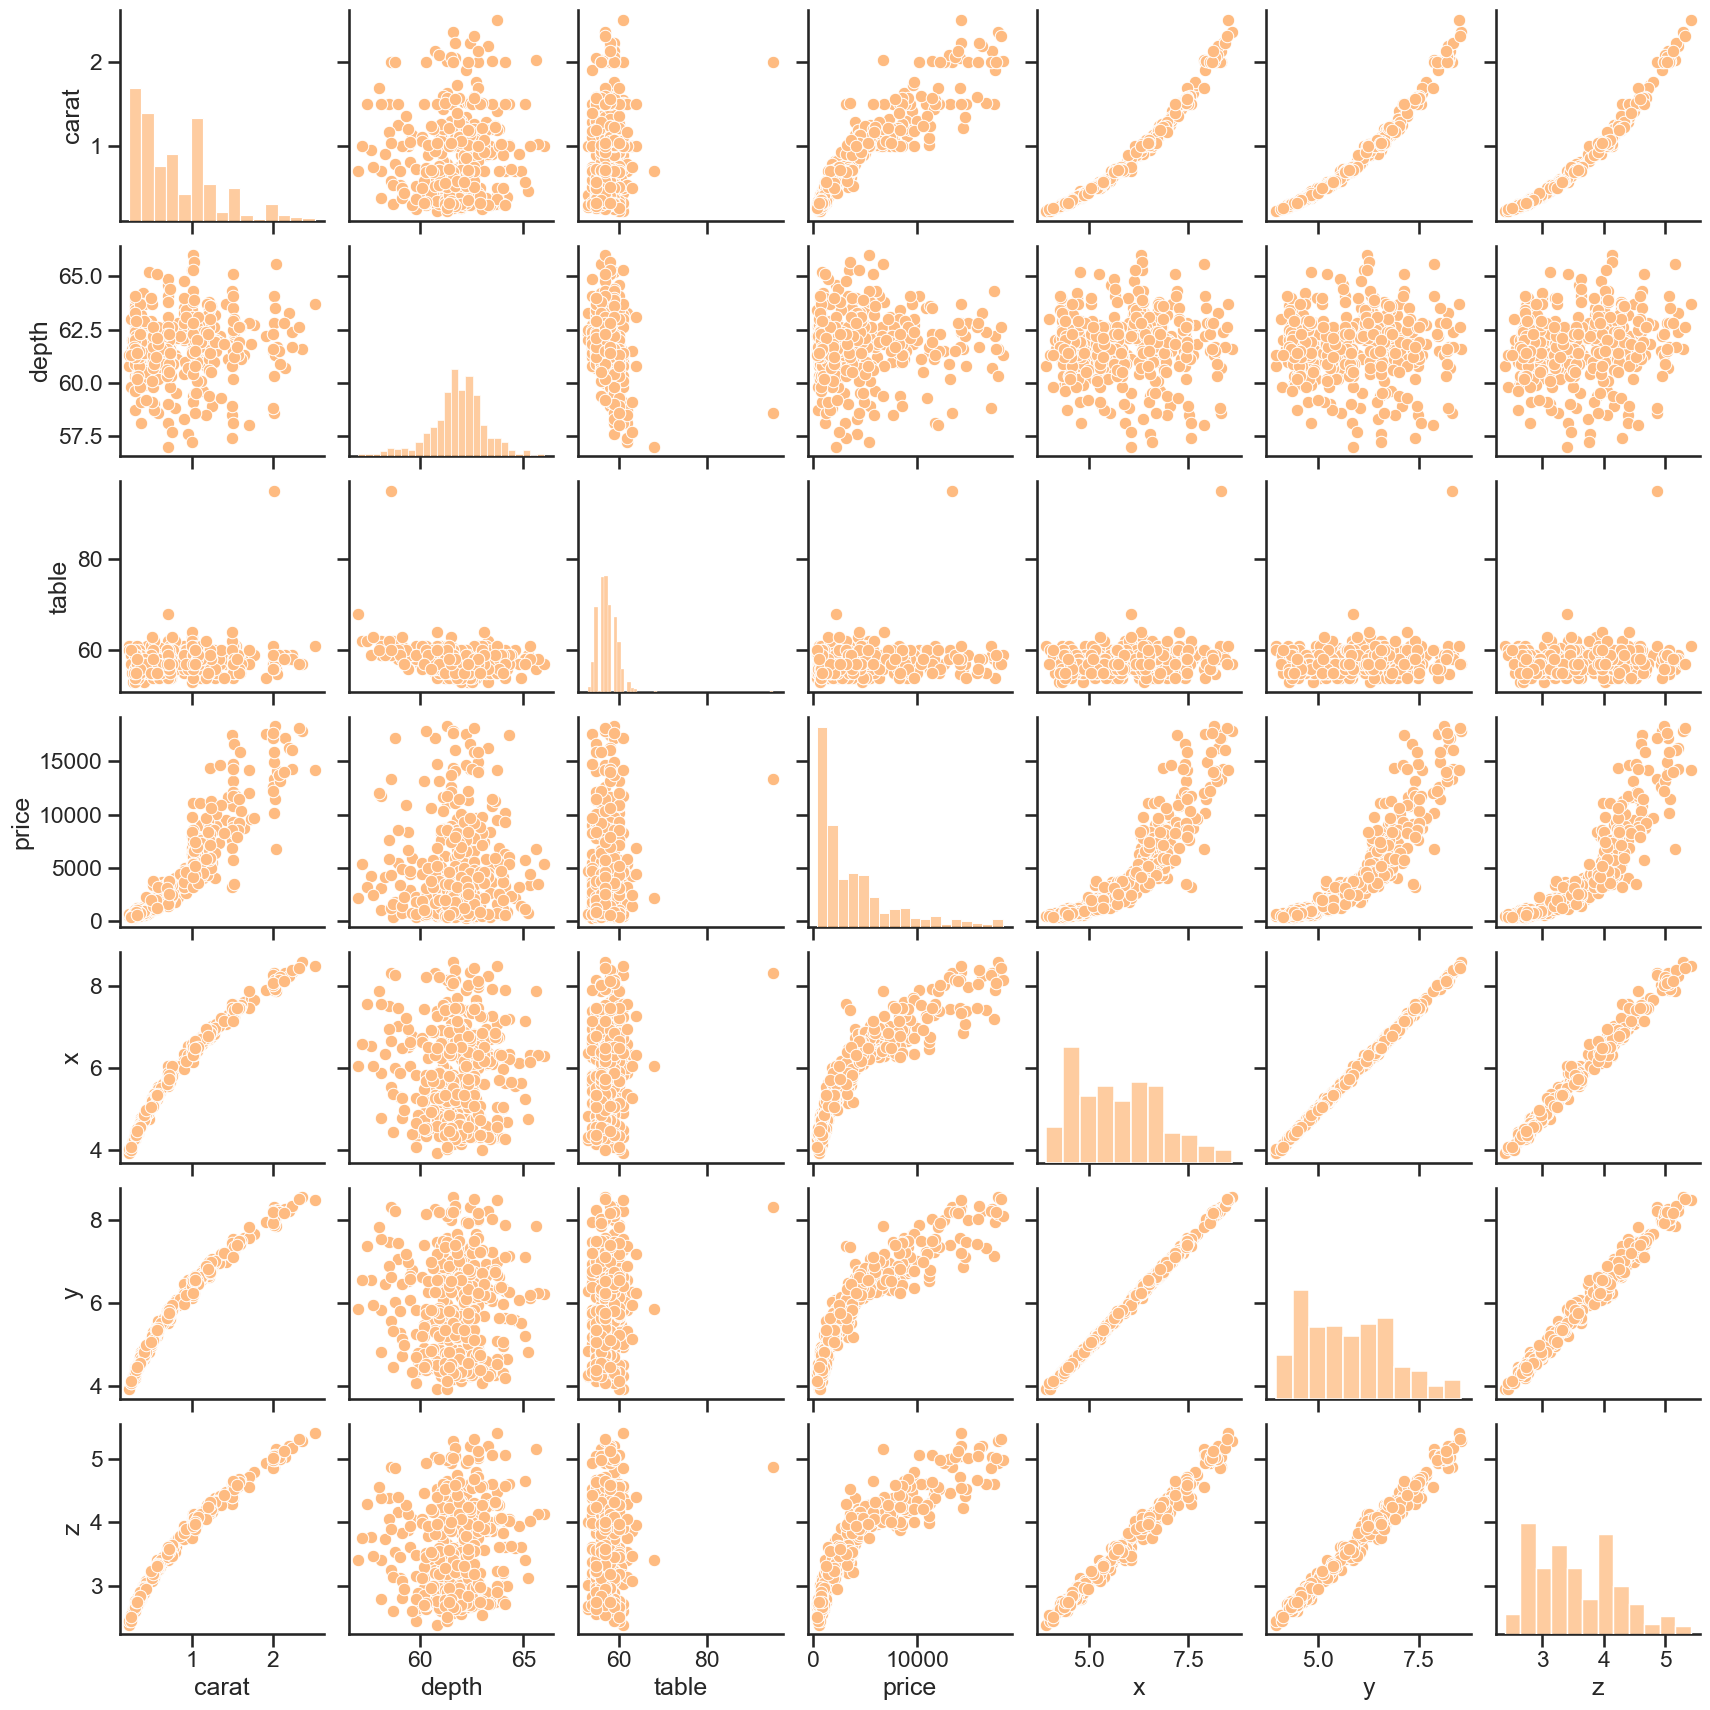 carat
2
1
depth
65.0
62.5
60.0
57.5
table
80
60
price
15000
10000
5000
0
x
8
6
4
y
8
6
4
z
5
4
3
1 2 60 65 60 80 0 10000 5.0 7.5 5.0 7.5 3 4 5
carat depth table price x y z